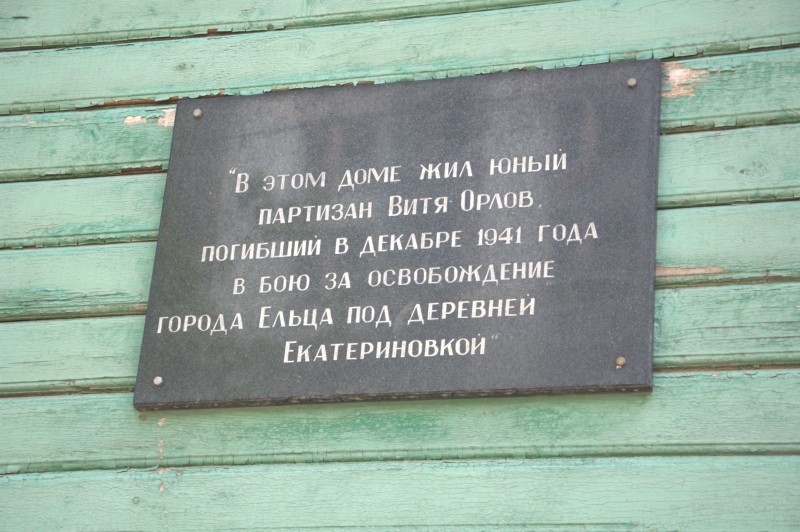 "В этом доме жил юный
партизан Витя Орлов,
погибший в декабре 1941 года
в бою за освобождение
города Ельца под деревней
Екатериновкой"